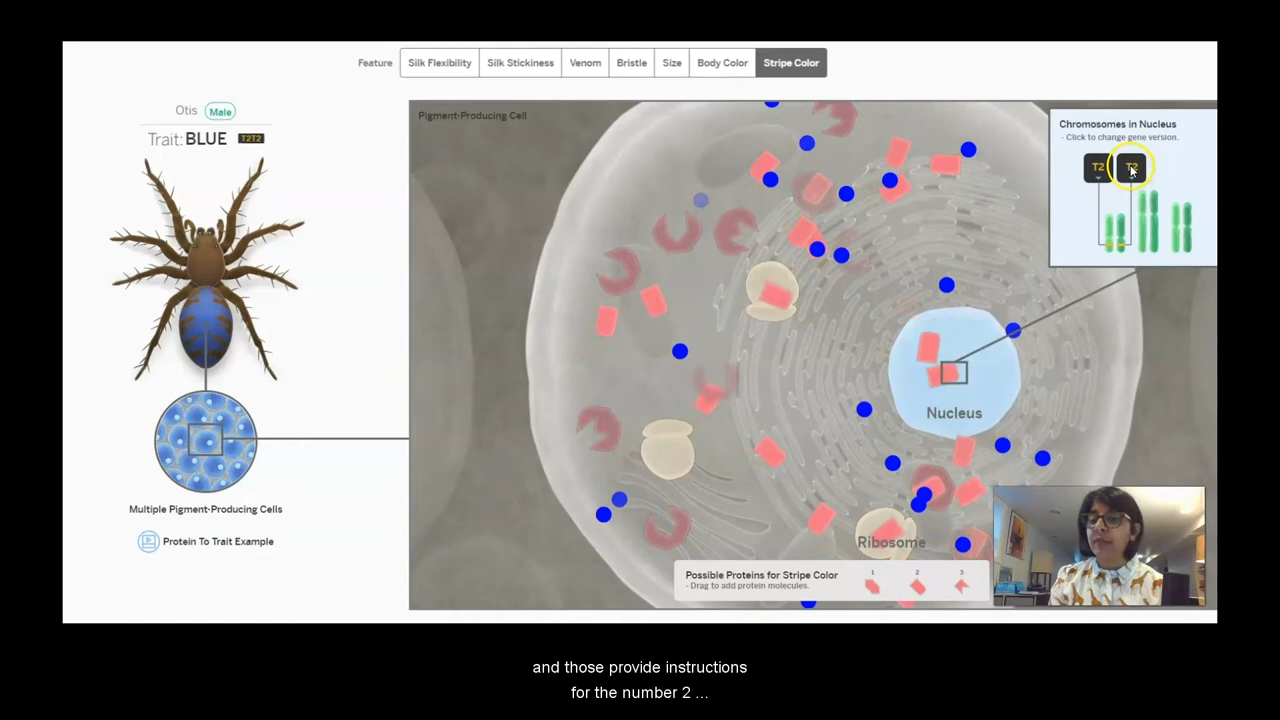 Feature Silk Flexibility Silk Stickiness Venom Bristle Size Body Color Stripe Color
Otis Male
Trait: BLUE T2T2
Multiple Pigment-Producing Cells
Protein To Trait Example
Pigment-Producing Cell
Chromosomes in Nucleus
- Click to change gene version.
T2 T2
Nucleus
Ribosome
Possible Proteins for Stripe Color
- Drag to add protein molecules.
1 2 3
and those provide instructions
for the number 2 ...